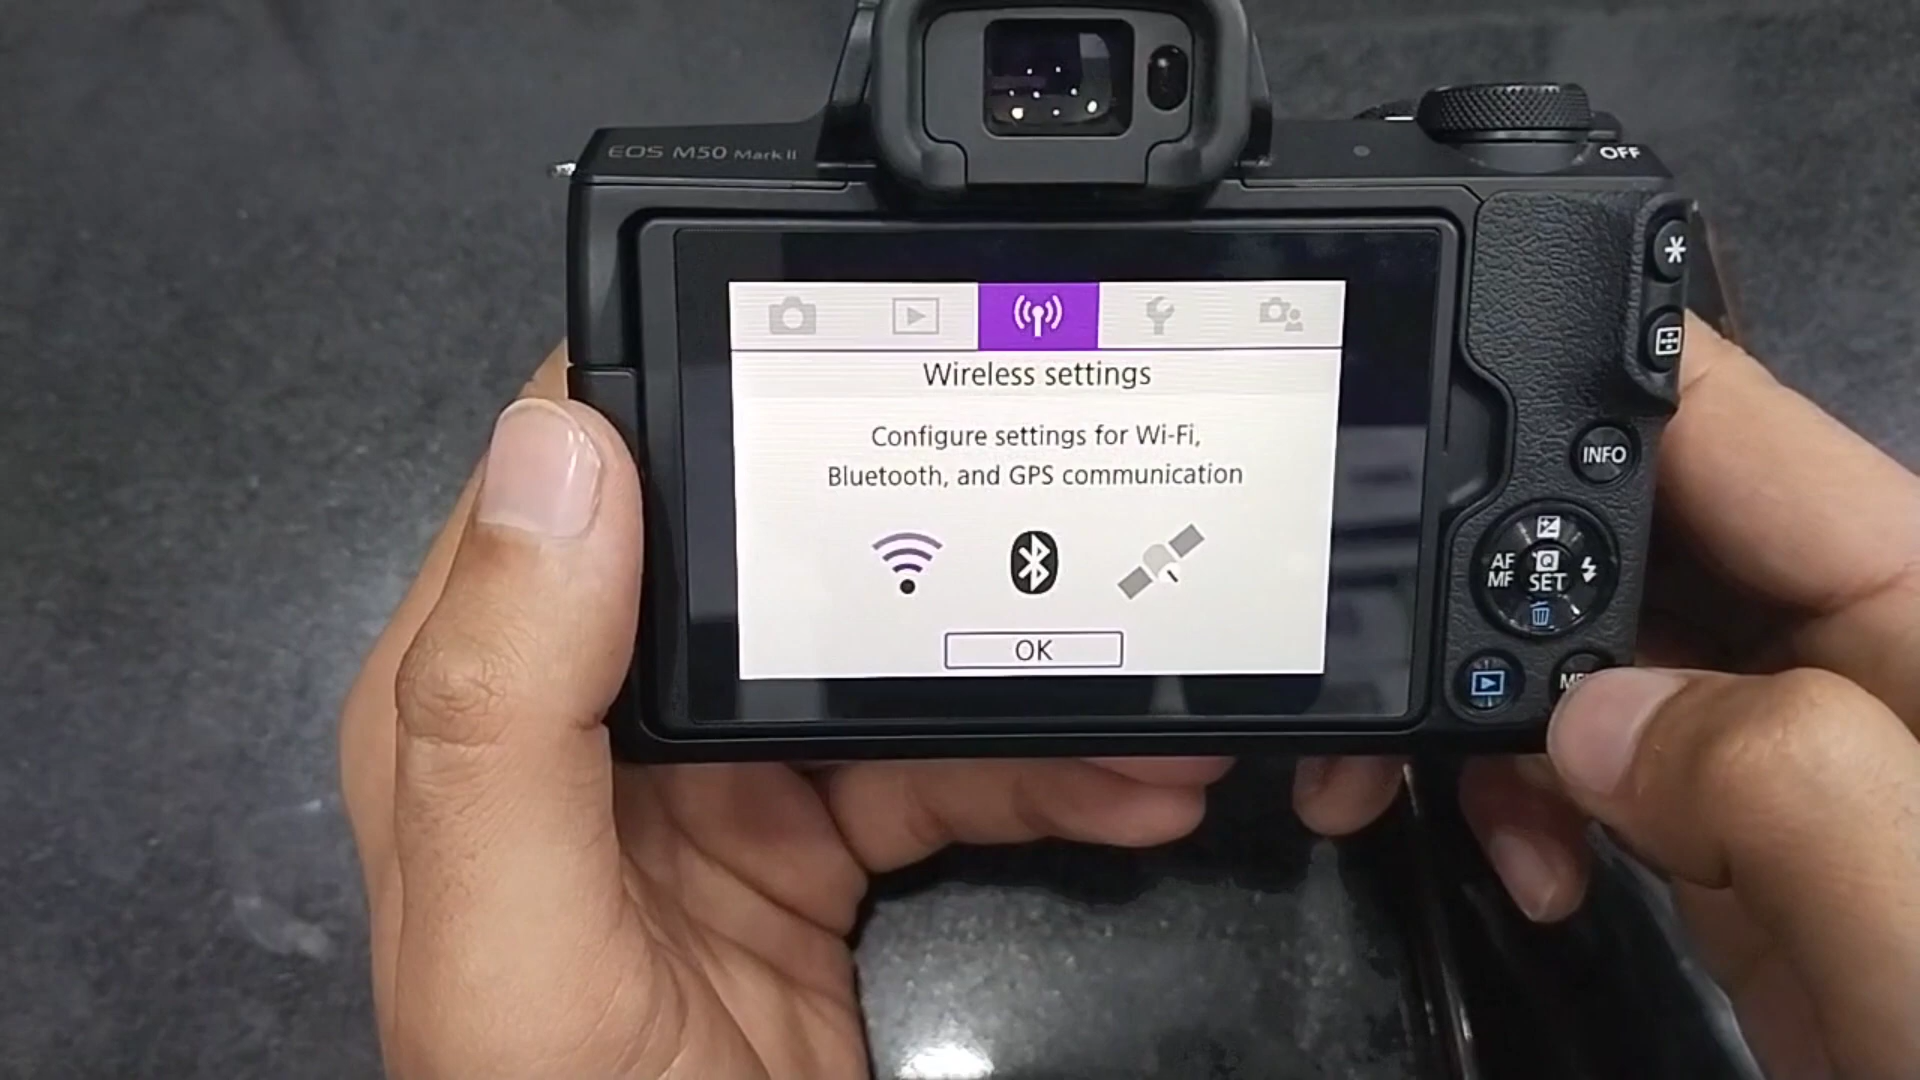 EOS M50 Mark II
OFF
Wireless settings
Configure settings for Wi-Fi,
Bluetooth, and GPS communication
OK
INFO
AF
MF
Q
SET